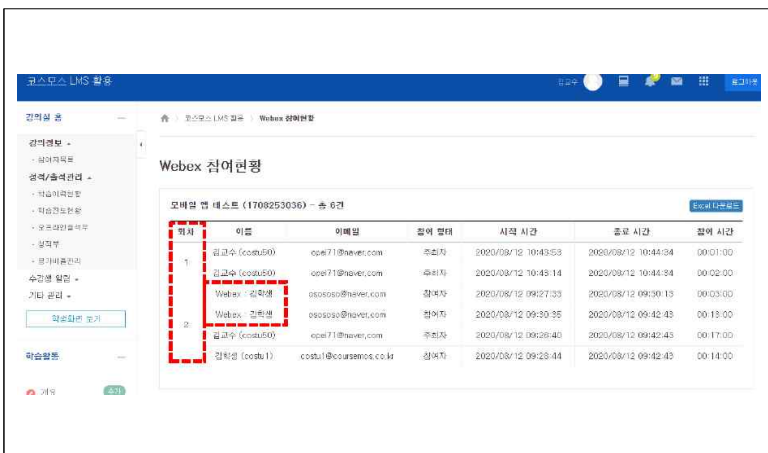 코스모스 LMS 활용
김교수
로그아웃
강의실 홈
코스모스 LMS 활용 Webex 참여현황
강의정보
참여자목록
성적/출석관리
학습이력현황
학습진도현황
오프라인출석부
성적부
평가비율관리
수강생 알림
기타 관리
학생화면 보기
학습활동
개요
추가
Webex 참여현황
모바일 앱 테스트 (1708253036) - 총 6건
Excel 다운로드
회차 이름 이메일 참여 형태 시작 시간 종료 시간 참여 시간
1
김교수 (costu50) opei71@naver.com 주최자 2020/08/12 10:43:53 2020/08/12 10:44:34 00:01:00
김교수 (costu50) opei71@naver.com 주최자 2020/08/12 10:43:14 2020/08/12 10:44:34 00:02:00
2
Webex 김학생 osososo@naver.com 참여자 2020/08/12 09:27:33 2020/08/12 09:30:13 00:03:00
Webex 김학생 osososo@naver.com 참여자 2020/08/12 09:30:35 2020/08/12 09:42:43 00:13:00
김교수 (costu50) opei71@naver.com 주최자 2020/08/12 09:26:40 2020/08/12 09:42:43 00:17:00
김학생 (costu1) costu1@coursemos.co.kr 참여자 2020/08/12 09:28:44 2020/08/12 09:42:43 00:14:00